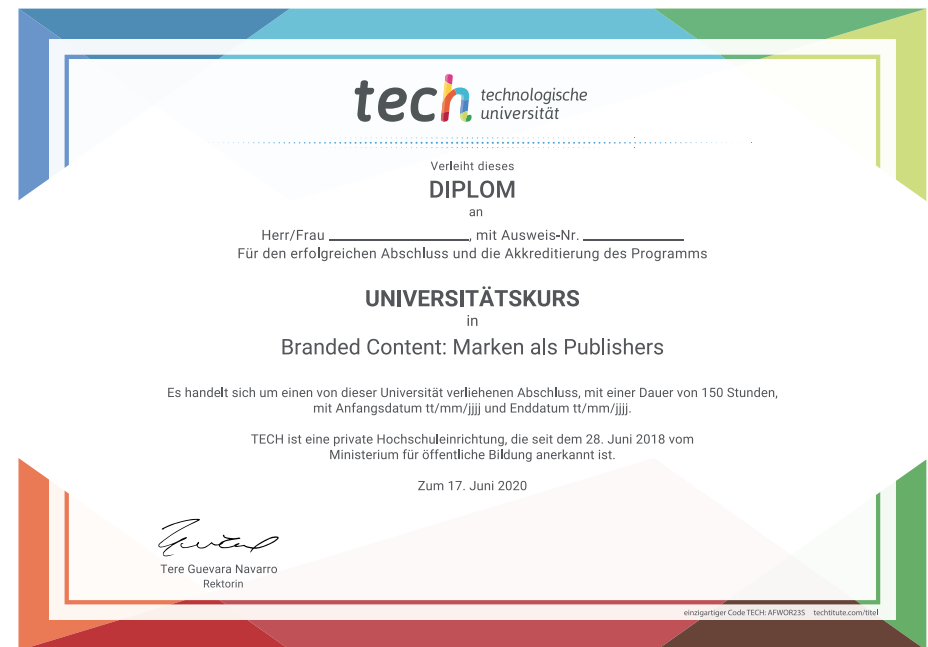 tech technologische
universität
Verleiht dieses
DIPLOM
an
Herr/Frau ____________, mit Ausweis-Nr. ____________
Für den erfolgreichen Abschluss und die Akkreditierung des Programms
UNIVERSITÄTSKURS
in
Branded Content: Marken als Publishers
Es handelt sich um einen von dieser Universität verliehenen Abschluss, mit einer Dauer von 150 Stunden,
mit Anfangsdatum tt/mm/jjjj und Enddatum tt/mm/jjjj.
TECH ist eine private Hochschuleinrichtung, die seit dem 28. Juni 2018 vom
Ministerium für öffentliche Bildung anerkannt ist.
Zum 17. Juni 2020
Tere Guevara Navarro
Rektorin
einzigartiger Code TECH: AFWOR235 techtitute.com/titel